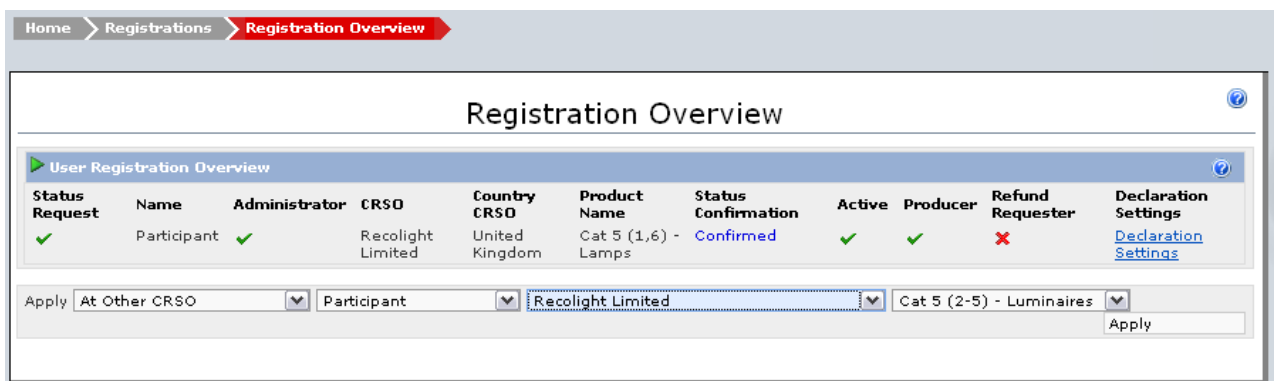 Home Registrations Registration Overview
Registration Overview
User Registration Overview
Status Request Name Administrator CRSO Country CRSO Product Name Status Confirmation Active Producer Refund Requester Declaration Settings
Participant Recolight Limited United Kingdom Cat 5 (1,6) - Lamps Confirmed Declaration Settings
Apply At Other CRSO Participant Recolight Limited Cat 5 (2-5) - Luminaires
Apply